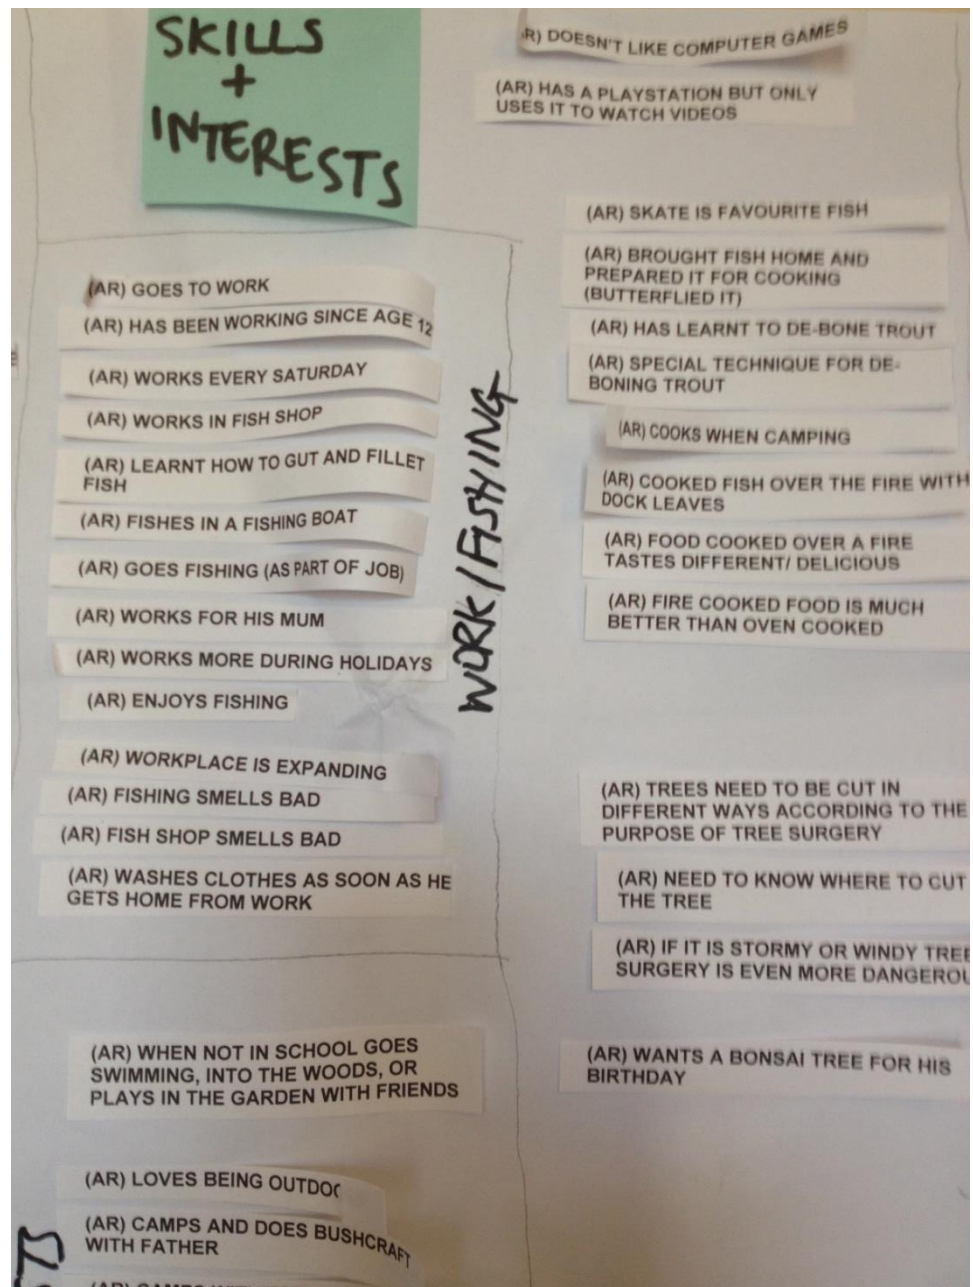 SKILLS
+
INTERESTS
R) DOESN'T LIKE COMPUTER GAMES
(AR) HAS A PLAYSTATION BUT ONLY
USES IT TO WATCH VIDEOS
(AR) GOES TO WORK
(AR) HAS BEEN WORKING SINCE AGE 12
(AR) WORKS EVERY SATURDAY
(AR) WORKS IN FISH SHOP
(AR) LEARNT HOW TO GUT AND FILLET
FISH
(AR) FISHES IN A FISHING BOAT
(AR) GOES FISHING (AS PART OF JOB)
(AR) WORKS FOR HIS MUM
(AR) WORKS MORE DURING HOLIDAYS
(AR) ENJOYS FISHING
(AR) WORKPLACE IS EXPANDING
(AR) FISHING SMELLS BAD
(AR) FISH SHOP SMELLS BAD
(AR) WASHES CLOTHES AS SOON AS HE
GETS HOME FROM WORK
WORK/FISHING
(AR) SKATE IS FAVOURITE FISH
(AR) BROUGHT FISH HOME AND
PREPARED IT FOR COOKING
(BUTTERFLIED IT)
(AR) HAS LEARNT TO DE-BONE TROUT
(AR) SPECIAL TECHNIQUE FOR DE-
BONING TROUT
(AR) COOKS WHEN CAMPING
(AR) COOKED FISH OVER THE FIRE WITH
DOCK LEAVES
(AR) FOOD COOKED OVER A FIRE
TASTES DIFFERENT/ DELICIOUS
(AR) FIRE COOKED FOOD IS MUCH
BETTER THAN OVEN COOKED
(AR) TREES NEED TO BE CUT IN
DIFFERENT WAYS ACCORDING TO THE
PURPOSE OF TREE SURGERY
(AR) NEED TO KNOW WHERE TO CUT
THE TREE
(AR) IF IT IS STORMY OR WINDY TREE
SURGERY IS EVEN MORE DANGEROU
(AR) WANTS A BONSAI TREE FOR HIS
BIRTHDAY
(AR) WHEN NOT IN SCHOOL GOES
SWIMMING, INTO THE WOODS, OR
PLAYS IN THE GARDEN WITH FRIENDS
(AR) LOVES BEING OUTDOO
(AR) CAMPS AND DOES BUSHCRAFT
WITH FATHER